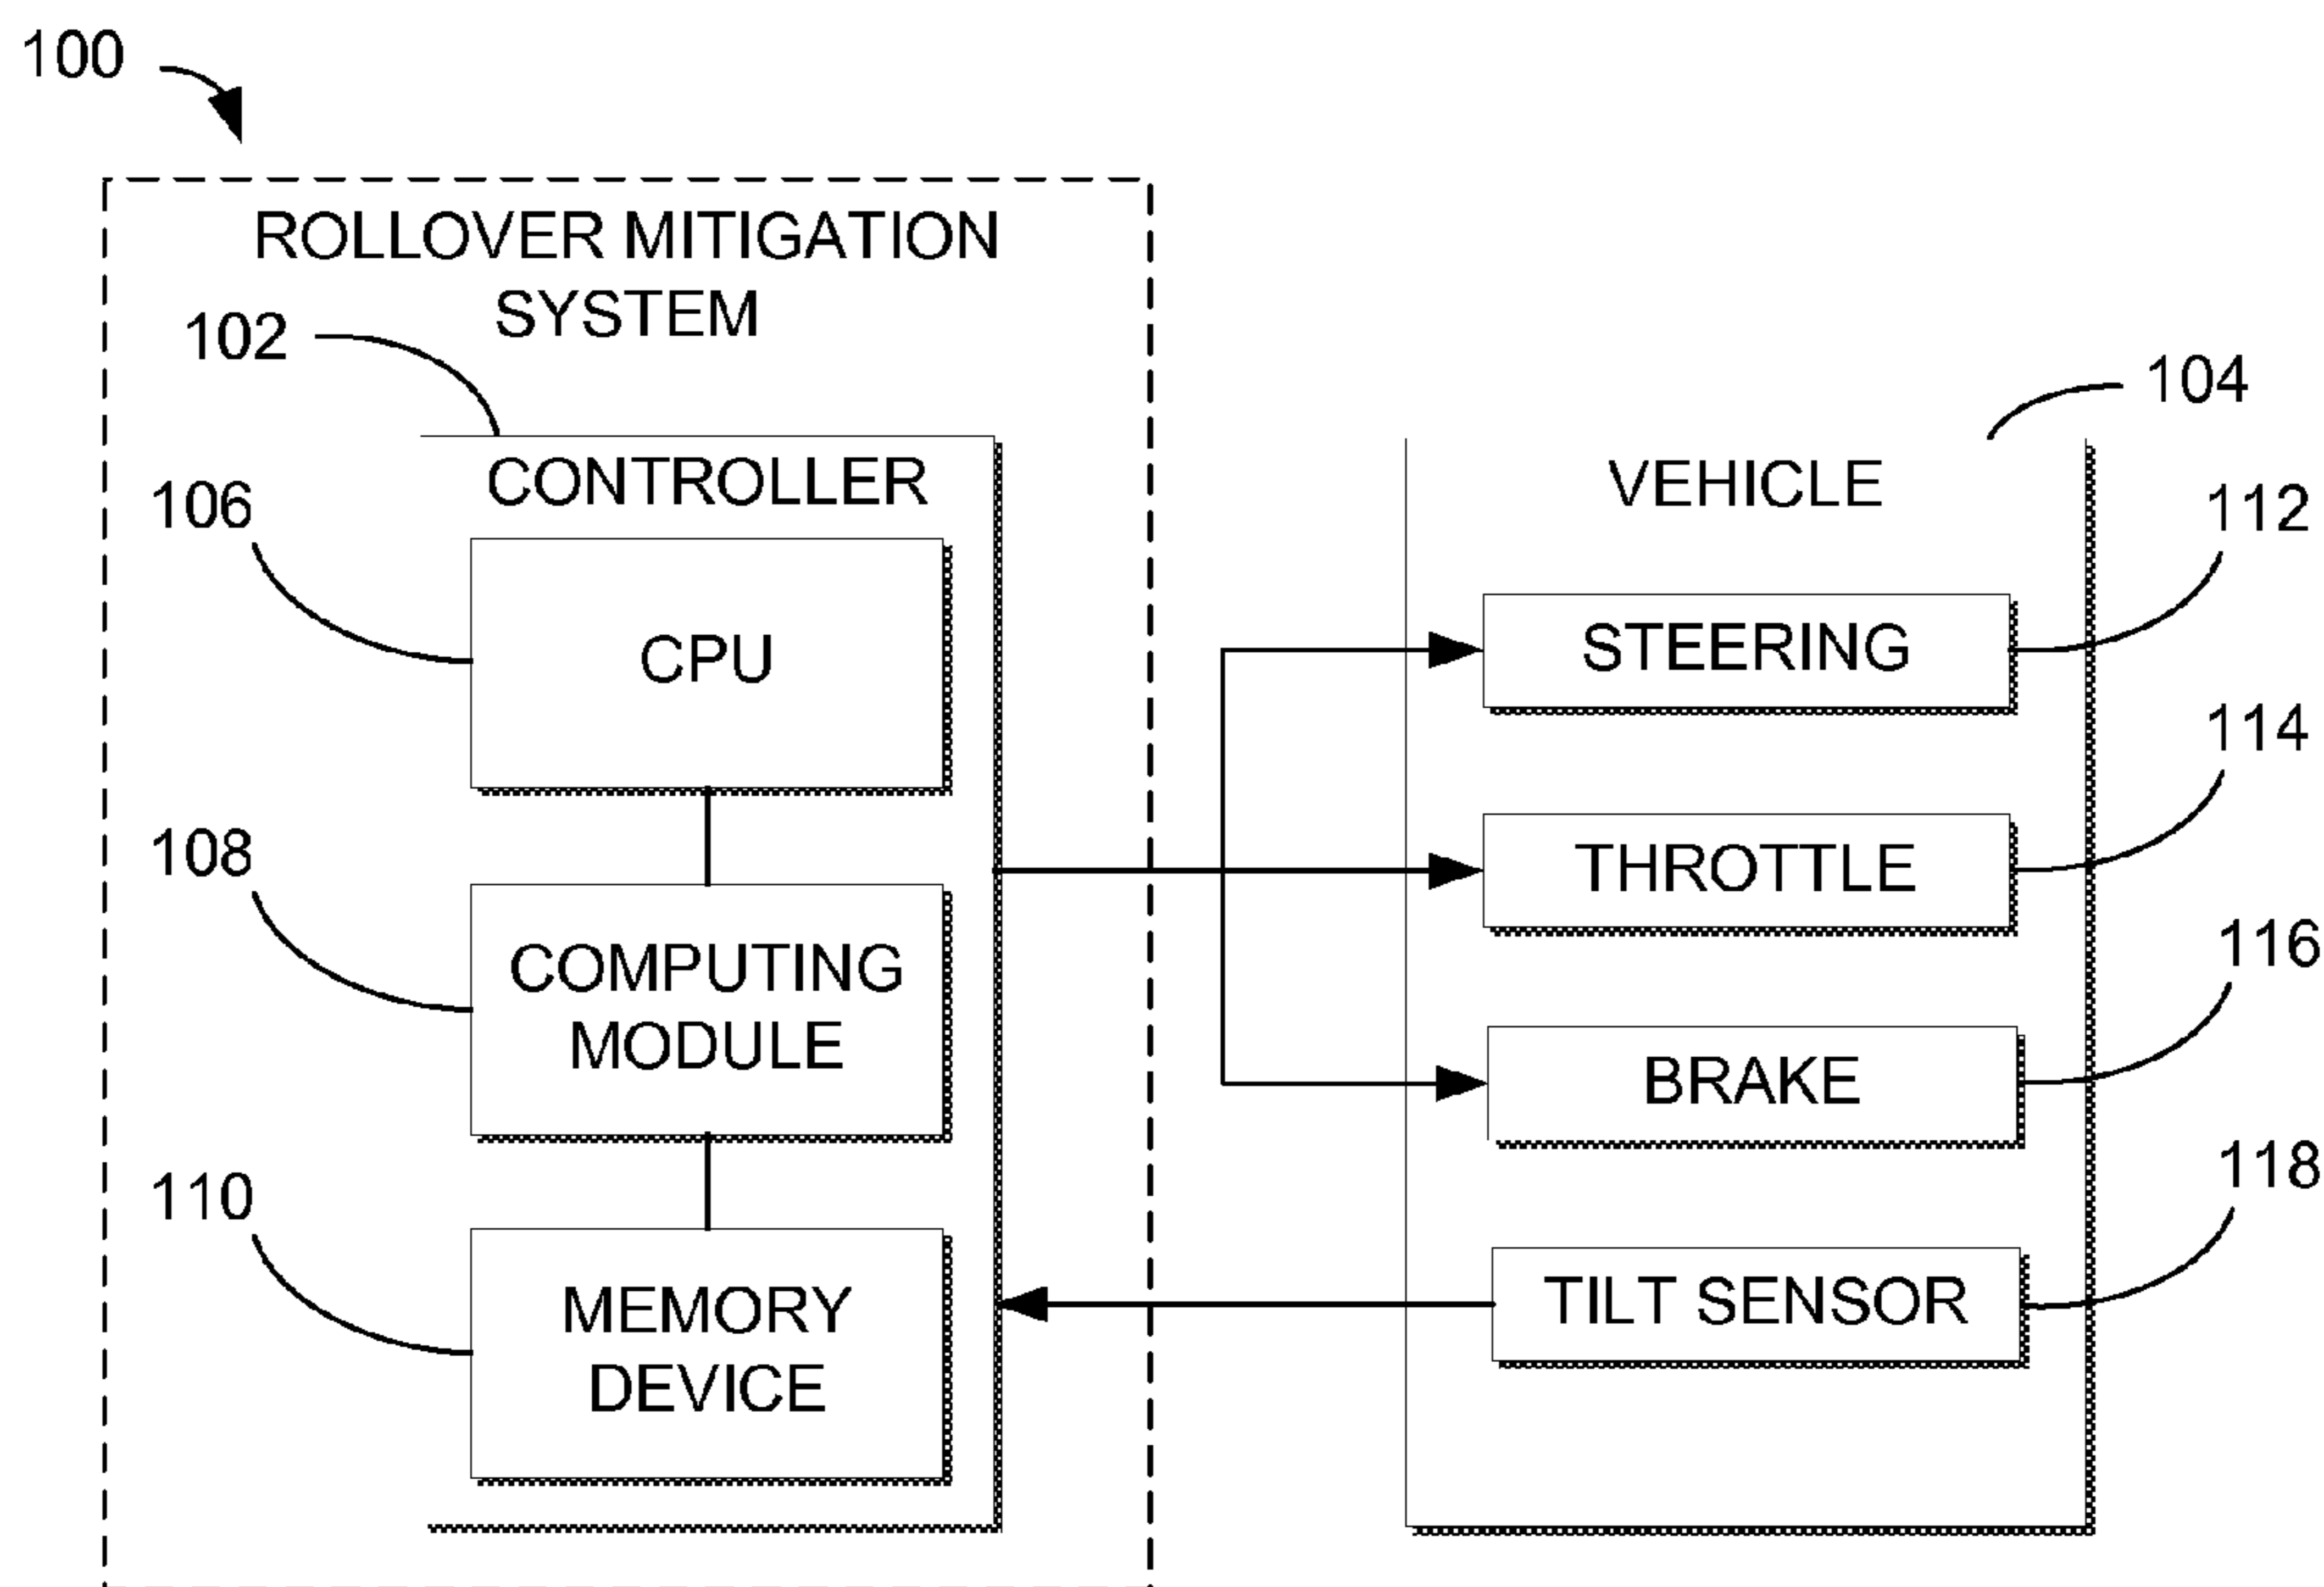 100
ROLLOVER MITIGATION
SYSTEM
102
104
CONTROLLER
VEHICLE
106
112
CPU
STEERING
114
108
THROTTLE
COMPUTING
MODULE
116
BRAKE
110
118
MEMORY
DEVICE
TILT SENSOR